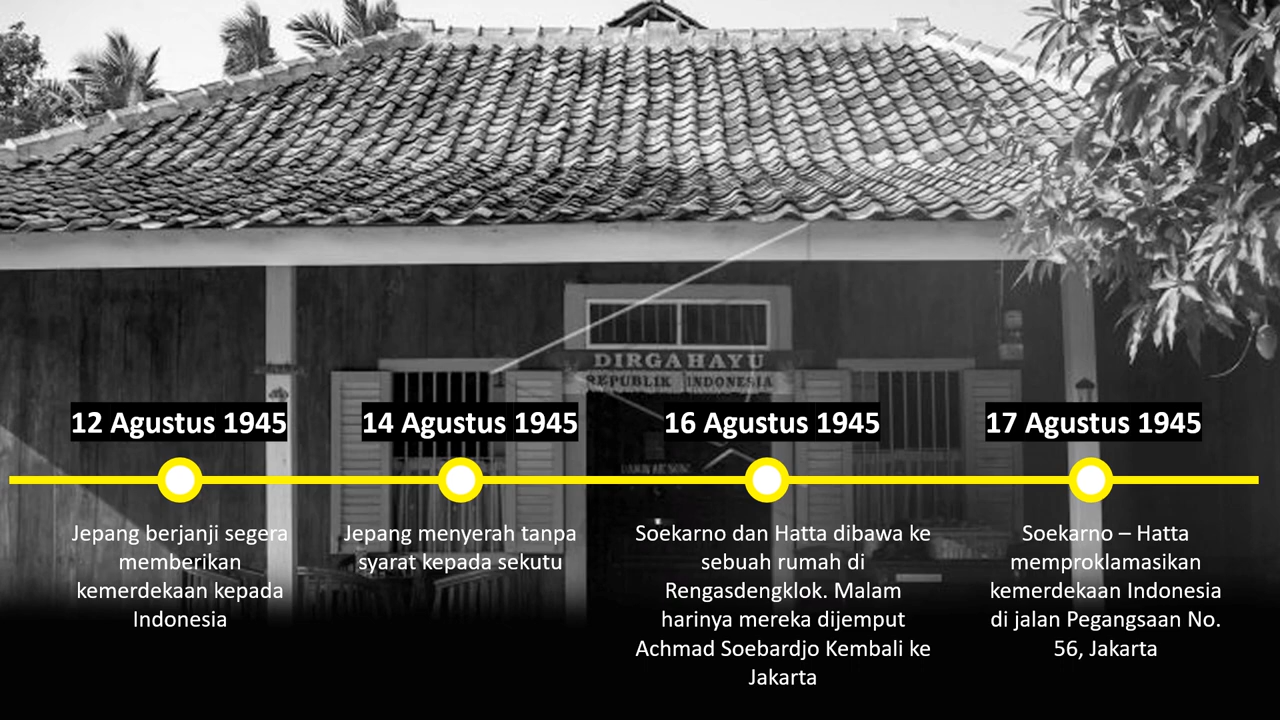 DIRGAHAYU
REPUBLIK INDONESIA
12 Agustus 1945
14 Agustus 1945
16 Agustus 1945
17 Agustus 1945
Jepang berjanji segera
memberikan
kemerdekaan kepada
Indonesia
Jepang menyerah tanpa
syarat kepada sekutu
Soekarno dan Hatta dibawa ke
sebuah rumah di
Rengasdengklok. Malam
harinya mereka dijemput
Achmad Soebardjo Kembali ke
Jakarta
Soekarno – Hatta
memproklamasikan
kemerdekaan Indonesia
di jalan Pegangsaan No.
56, Jakarta